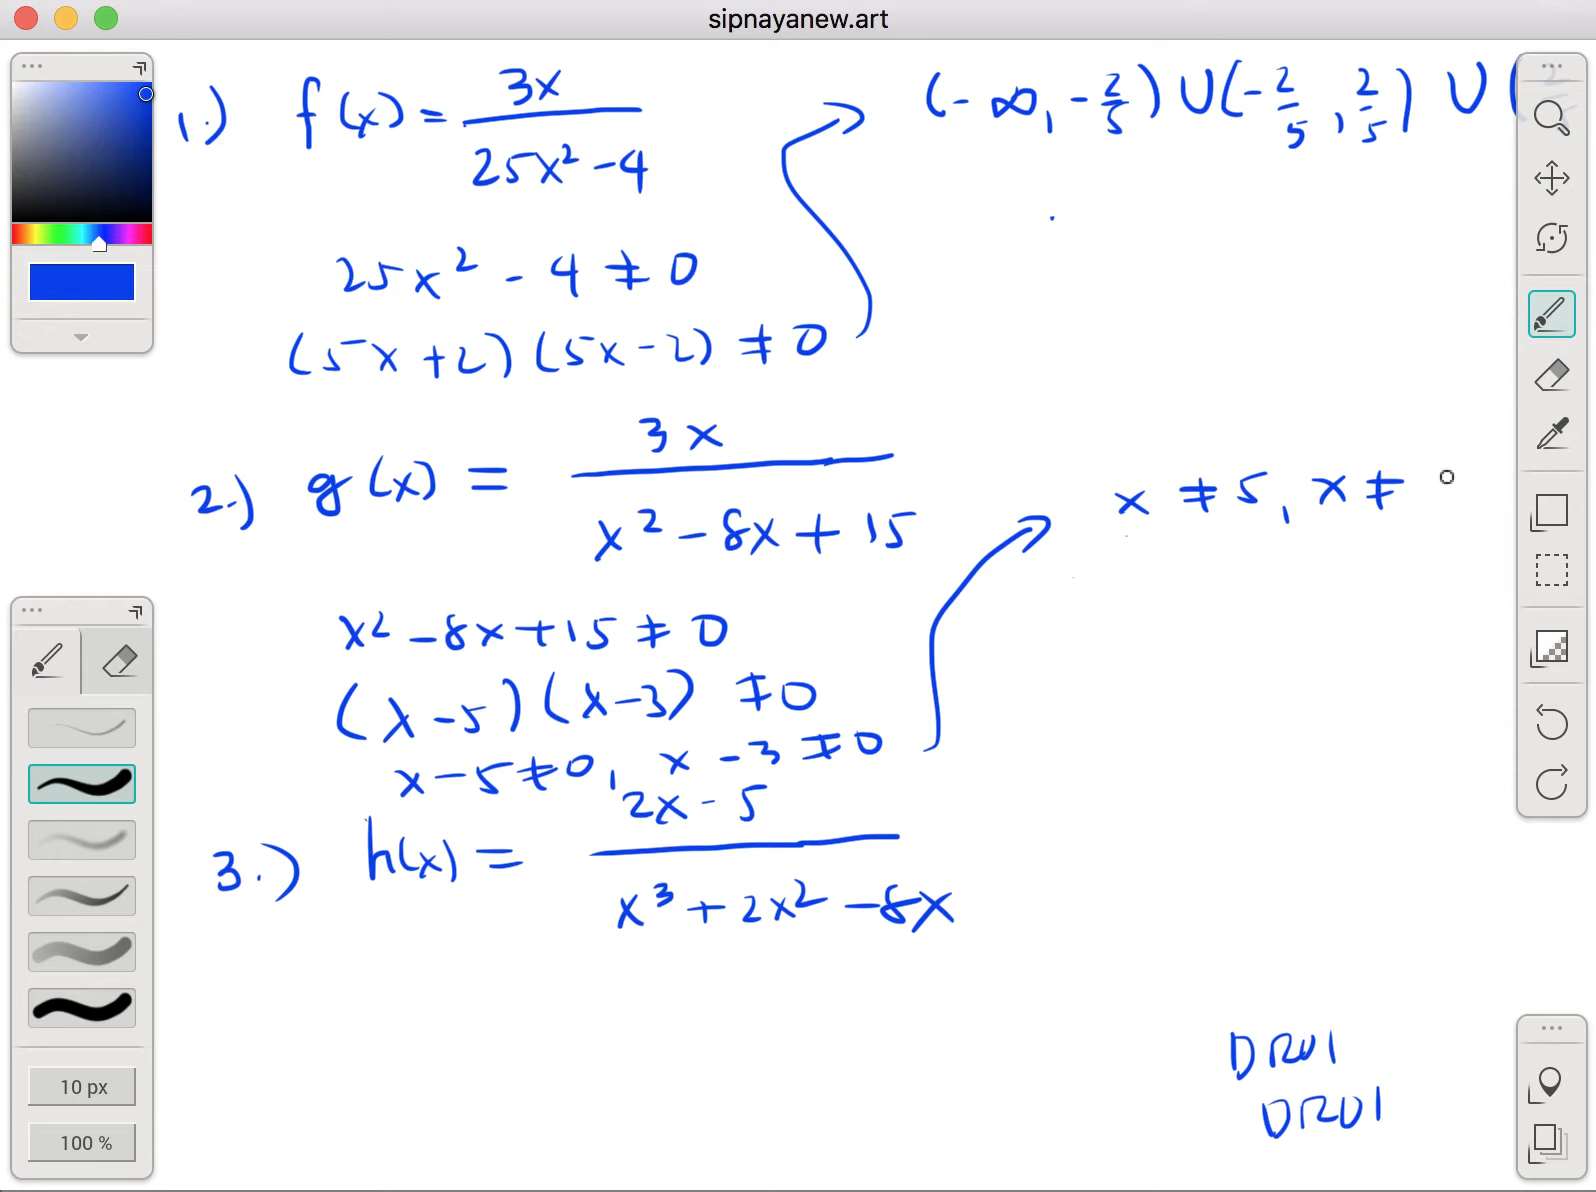 sipnayanew.art
1.) f(x) = 3x / 25x² - 4
25x² - 4 ≠ 0
(5x + 2) (5x - 2) ≠ 0
(-∞, -2/5) ∪ (-2/5, 2/5) ∪ (
2.) g(x) = 3x / x² - 8x + 15
x² - 8x + 15 ≠ 0
(x - 5) (x - 3) ≠ 0
x - 5 ≠ 0, x - 3 ≠ 0
x ≠ 5, x ≠
3.) h(x) = 2x - 5 / x³ + 2x² - 8x
10 px
100 %